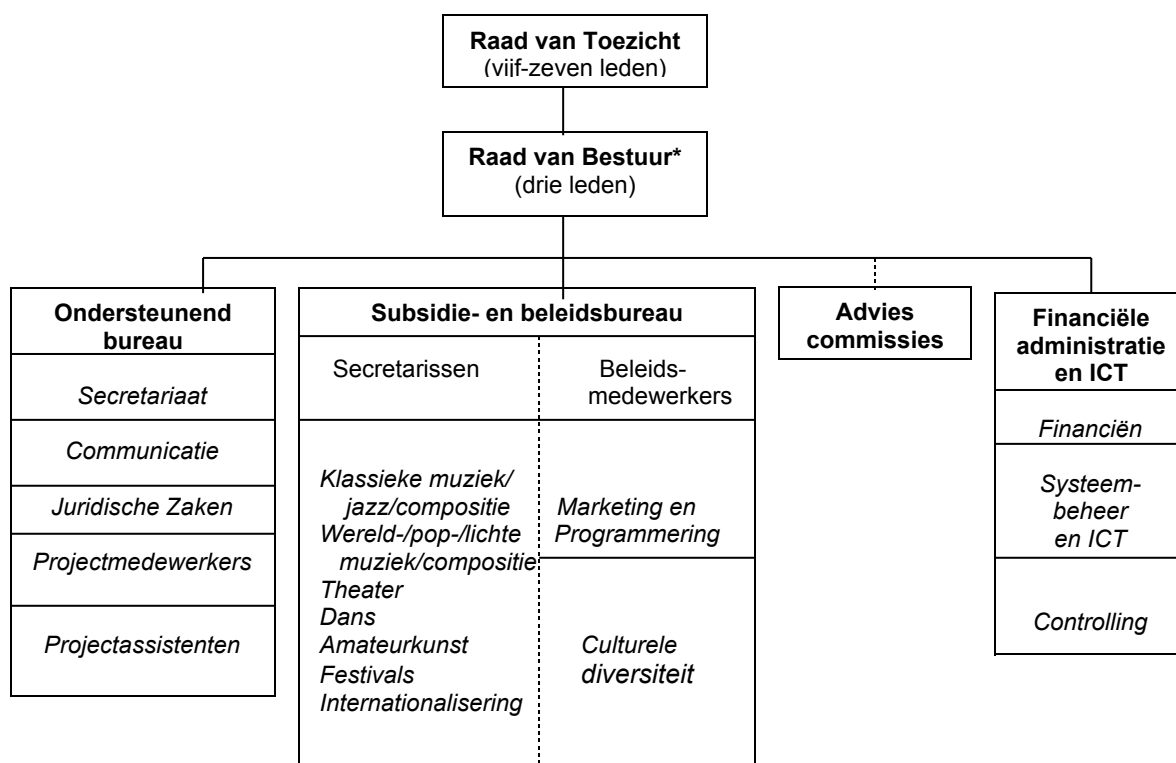 Raad van Toezicht
(vijf-zeven leden)
Raad van Bestuur*
(drie leden)
Ondersteunend
bureau
Secretariaat
Communicatie
Juridische Zaken
Projectmedewerkers
Projectassistenten
Subsidie- en beleidsbureau
Secretarissen
Klassieke muziek/
jazz/compositie
Wereld-/pop-/lichte
muziek/compositie
Theater
Dans
Amateurkunst
Festivals
Internationalisering
Beleids-
medewerkers
Marketing en
Programmering
Culturele
diversiteit
Advies
commissies
Financiële
administratie
en ICT
Financiën
Systeem-
beheer
en ICT
Controlling